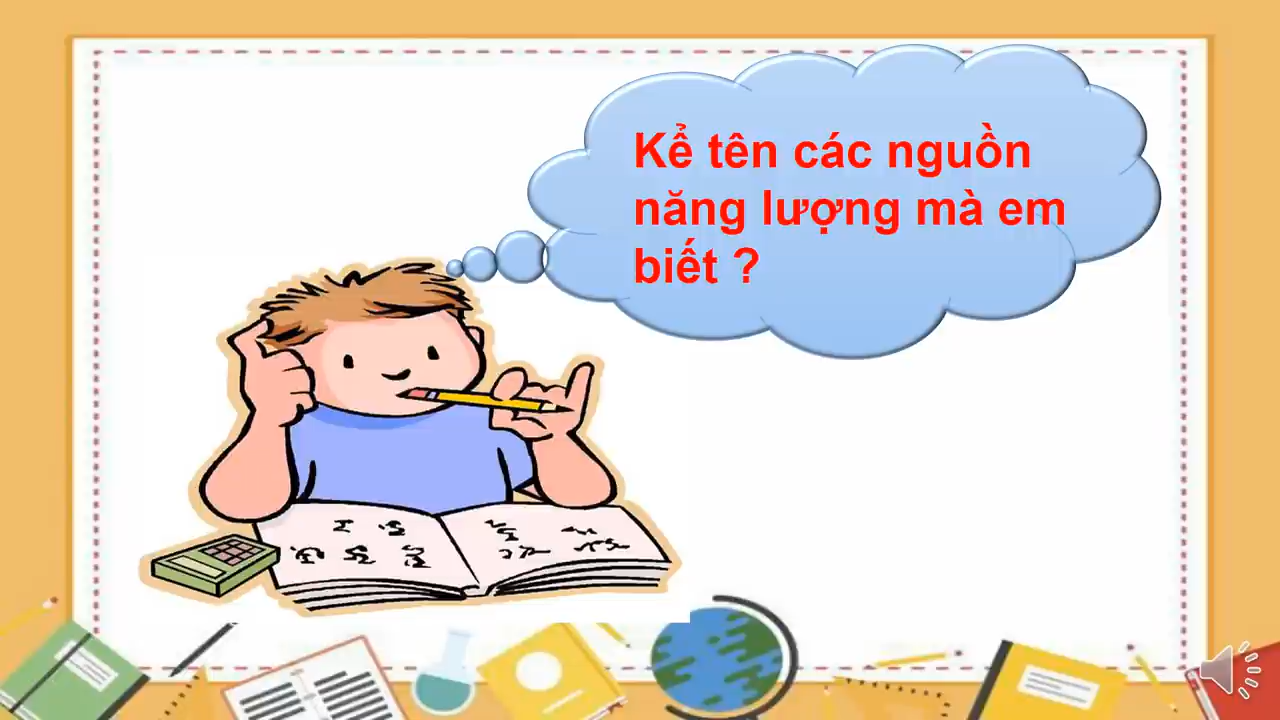 Kể tên các nguồn
năng lượng mà em
biết ?